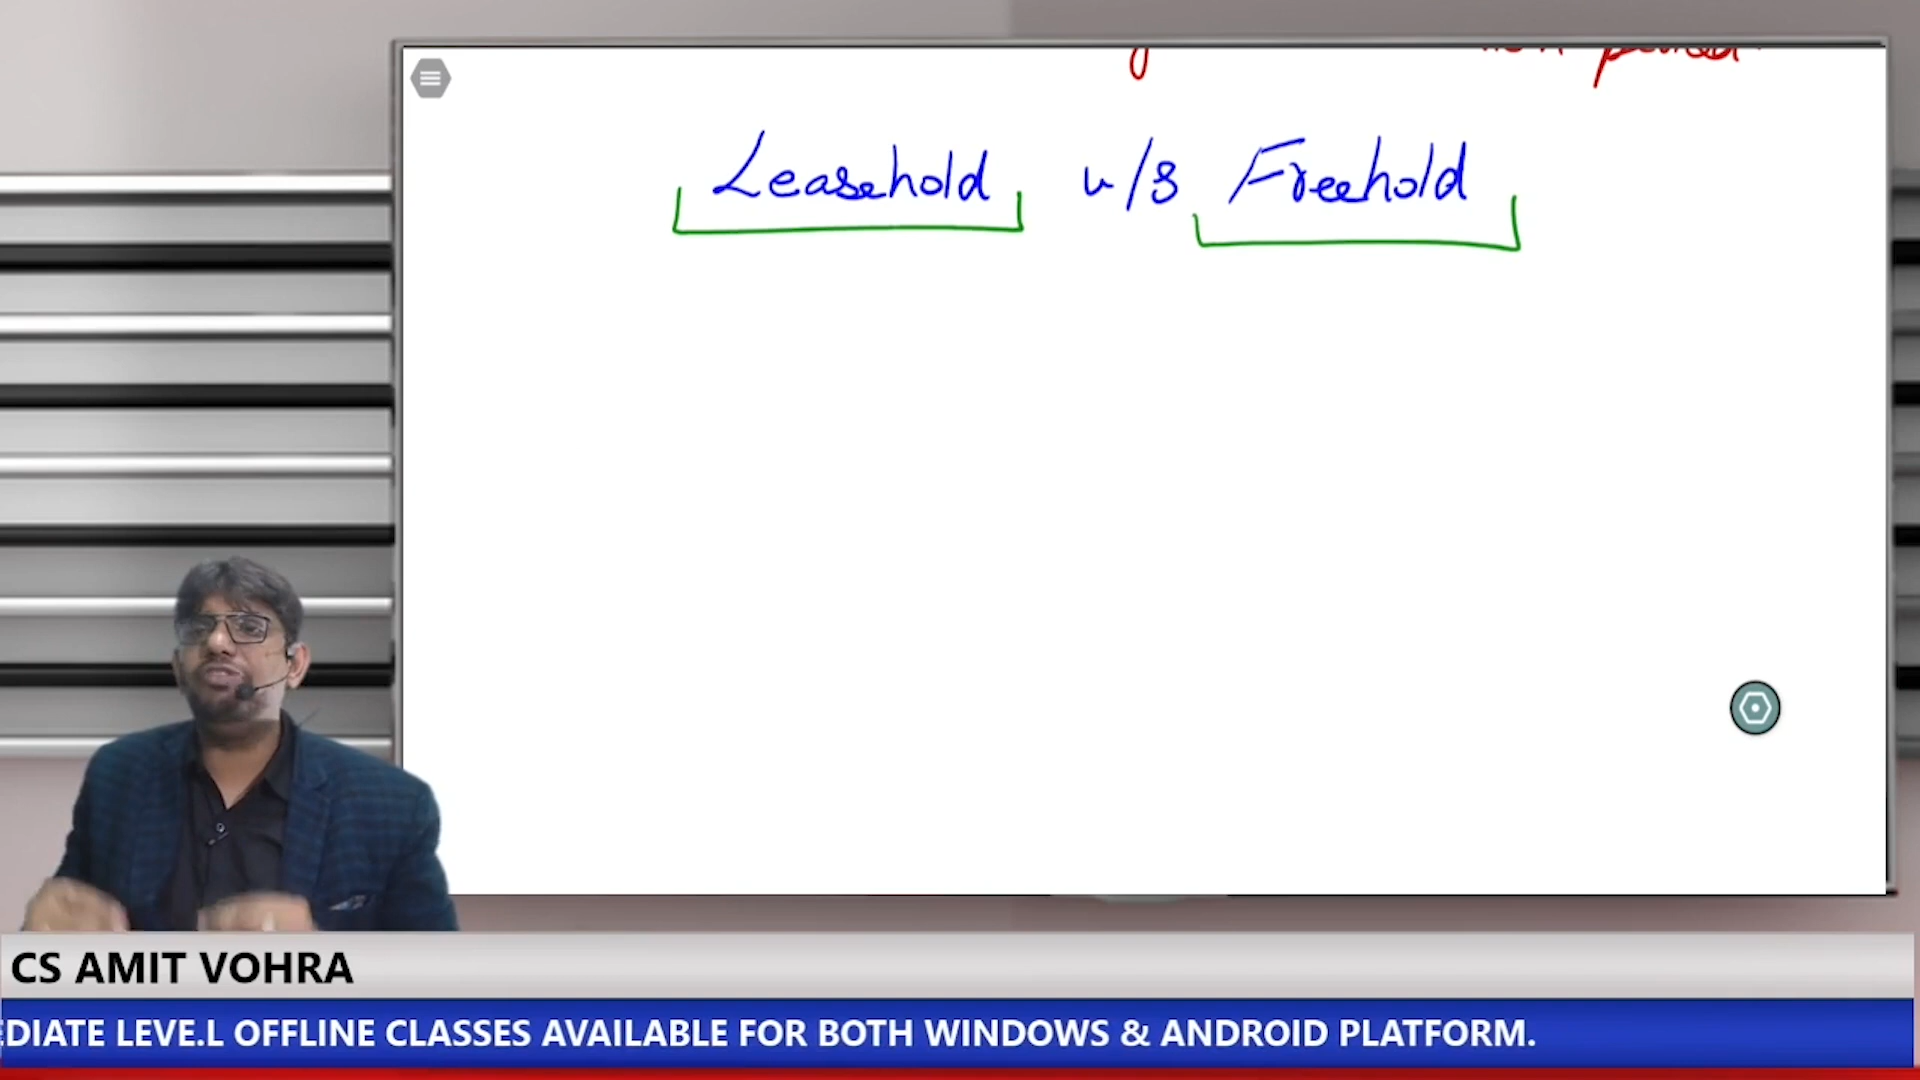 Leasehold v/s Freehold
CS AMIT VOHRA
EDIATE LEVE.L OFFLINE CLASSES AVAILABLE FOR BOTH WINDOWS & ANDROID PLATFORM.